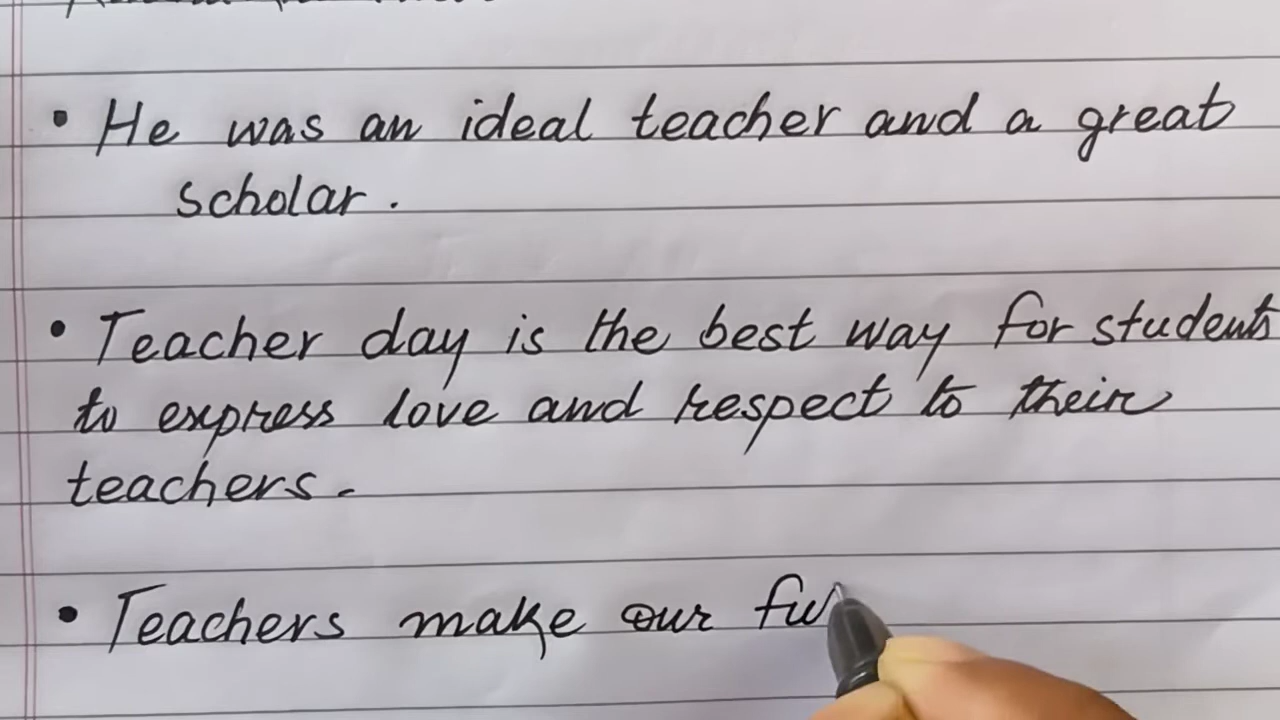 • He was an ideal teacher and a great
scholar.
• Teacher day is the best way for students
to express love and respect to their
teachers.
• Teachers make our fu